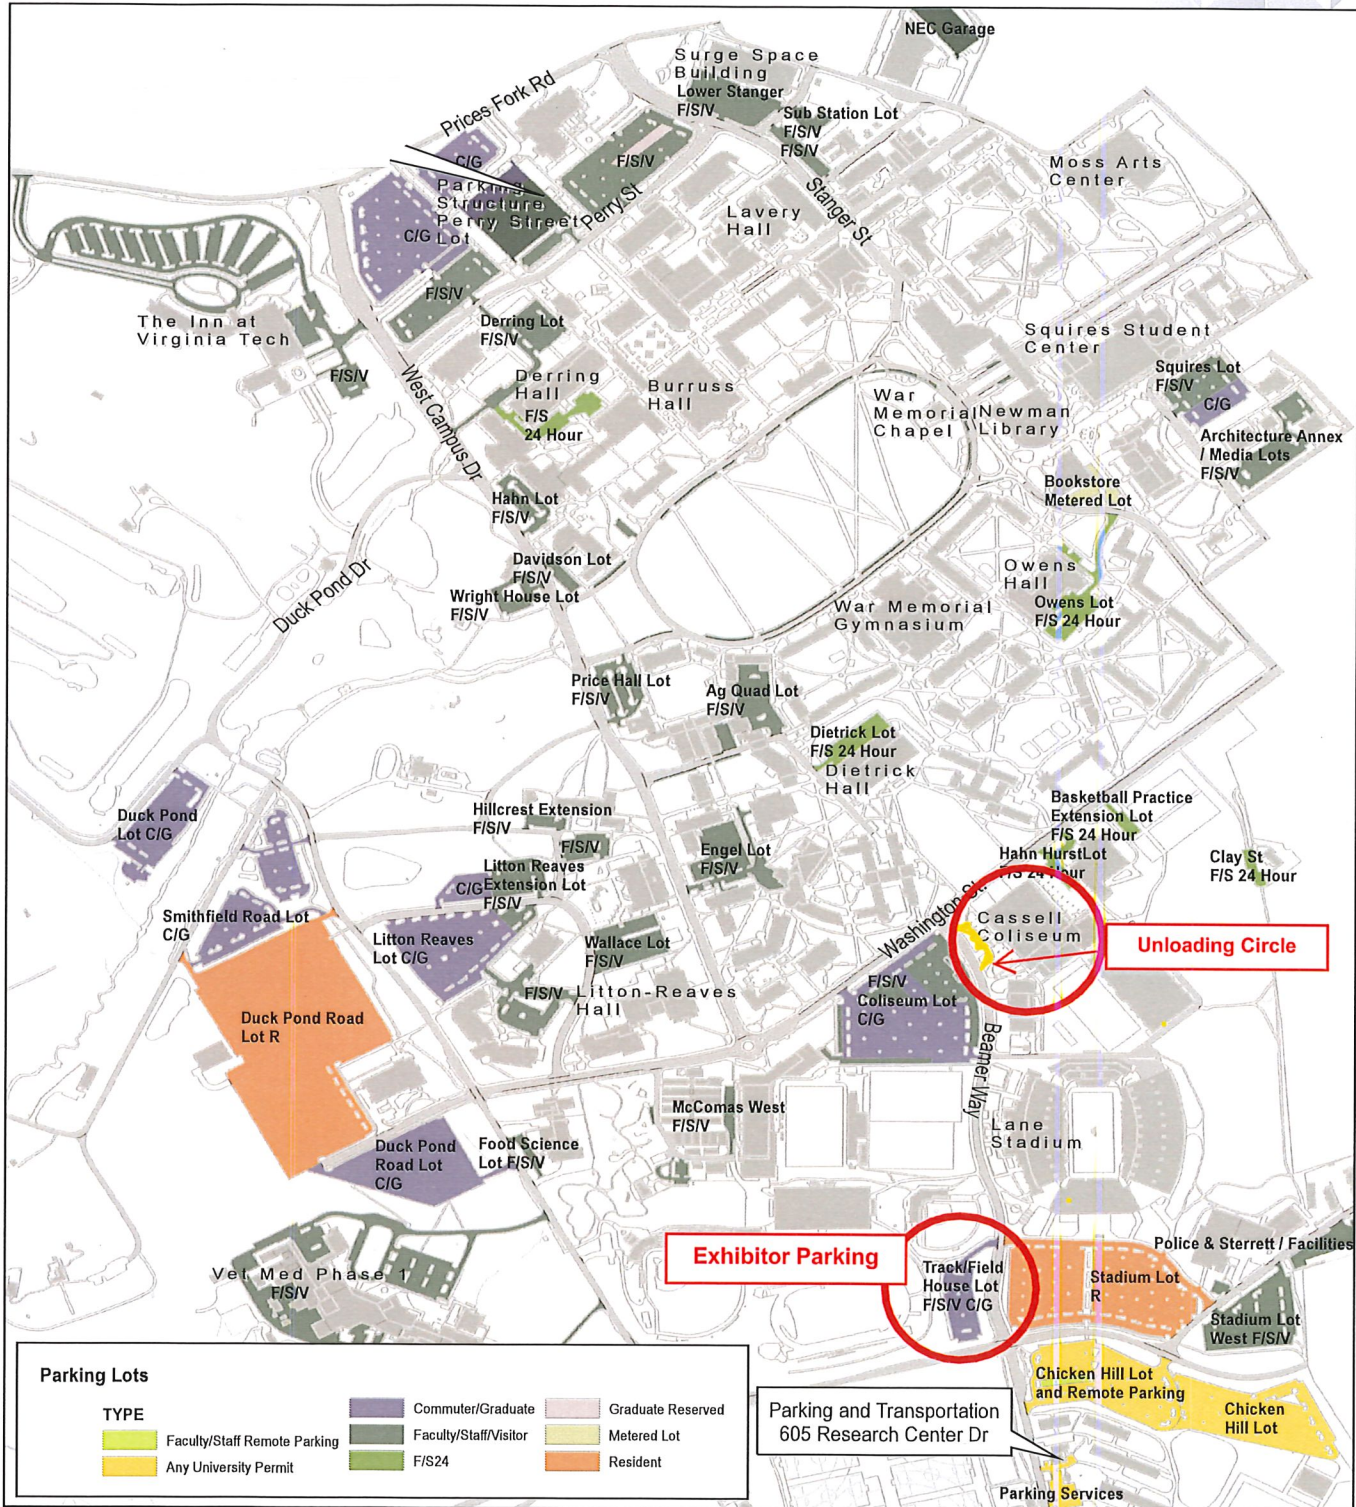 NEC Garage
Surge Space
Building
Lower Stanger
F/S/V
Sub Station Lot
F/S/V
F/S/V
Prices Fork Rd
C/G
F/S/V
Moss Arts
Center
Parking
Structure
Perry Street
Lot
C/G
Perry St
Lavery
Hall
Stanger St
F/S/V
The Inn at
Virginia Tech
Derring Lot
F/S/V
Squires Student
Center
F/S/V
West Campus Dr
Derring
Hall
F/S
24 Hour
Burruss
Hall
War
Memorial
Chapel
Newman
Library
Squires Lot
F/S/V
C/G
Architecture Annex
/ Media Lots
F/S/V
Bookstore
Metered Lot
Hahn Lot
F/S/V
Davidson Lot
F/S/V
Wright House Lot
F/S/V
Duck Pond Dr
Owens
Hall
Owens Lot
F/S 24 Hour
War Memorial
Gymnasium
Price Hall Lot
F/S/V
Ag Quad Lot
F/S/V
Dietrick Lot
F/S 24 Hour
Dietrick
Hall
Duck Pond
Lot C/G
Hillcrest Extension
F/S/V
F/S/V
Litton Reaves
Extension Lot
F/S/V
C/G
Engel Lot
F/S/V
Basketball Practice
Extension Lot
F/S 24 Hour
Hahn HurstLot
F/S 24 Hour
Clay St
F/S 24 Hour
Smithfield Road Lot
C/G
Litton Reaves
Lot C/G
Wallace Lot
F/S/V
Washington St.
Cassell
Coliseum
Unloading Circle
F/S/V
Litton-Reaves
Hall
F/S/V
Coliseum Lot
C/G
Duck Pond Road
Lot R
Beamer Way
McComas West
F/S/V
Lane
Stadium
Duck Pond
Road Lot
C/G
Food Science
Lot F/S/V
Exhibitor Parking
Track/Field
House Lot
F/S/V C/G
Police & Sterrett / Facilities
Stadium Lot
R
Stadium Lot
West F/S/V
Vet Med Phase 1
F/S/V
Chicken Hill Lot
and Remote Parking
Chicken
Hill Lot
Parking and Transportation
605 Research Center Dr
Parking Services
Parking Lots
TYPE
Faculty/Staff Remote Parking
Any University Permit
Commuter/Graduate
Faculty/Staff/Visitor
F/S24
Graduate Reserved
Metered Lot
Resident